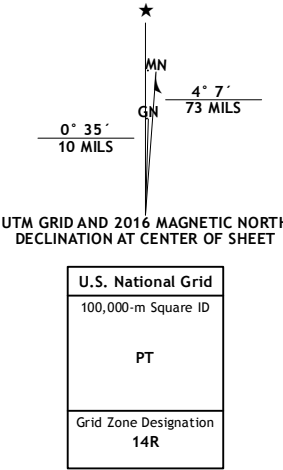 MN
4° 7´
73 MILS
GN
0° 35´
10 MILS
UTM GRID AND 2016 MAGNETIC NORTH
DECLINATION AT CENTER OF SHEET
U.S. National Grid
100,000-m Square ID
PT
Grid Zone Designation
14R